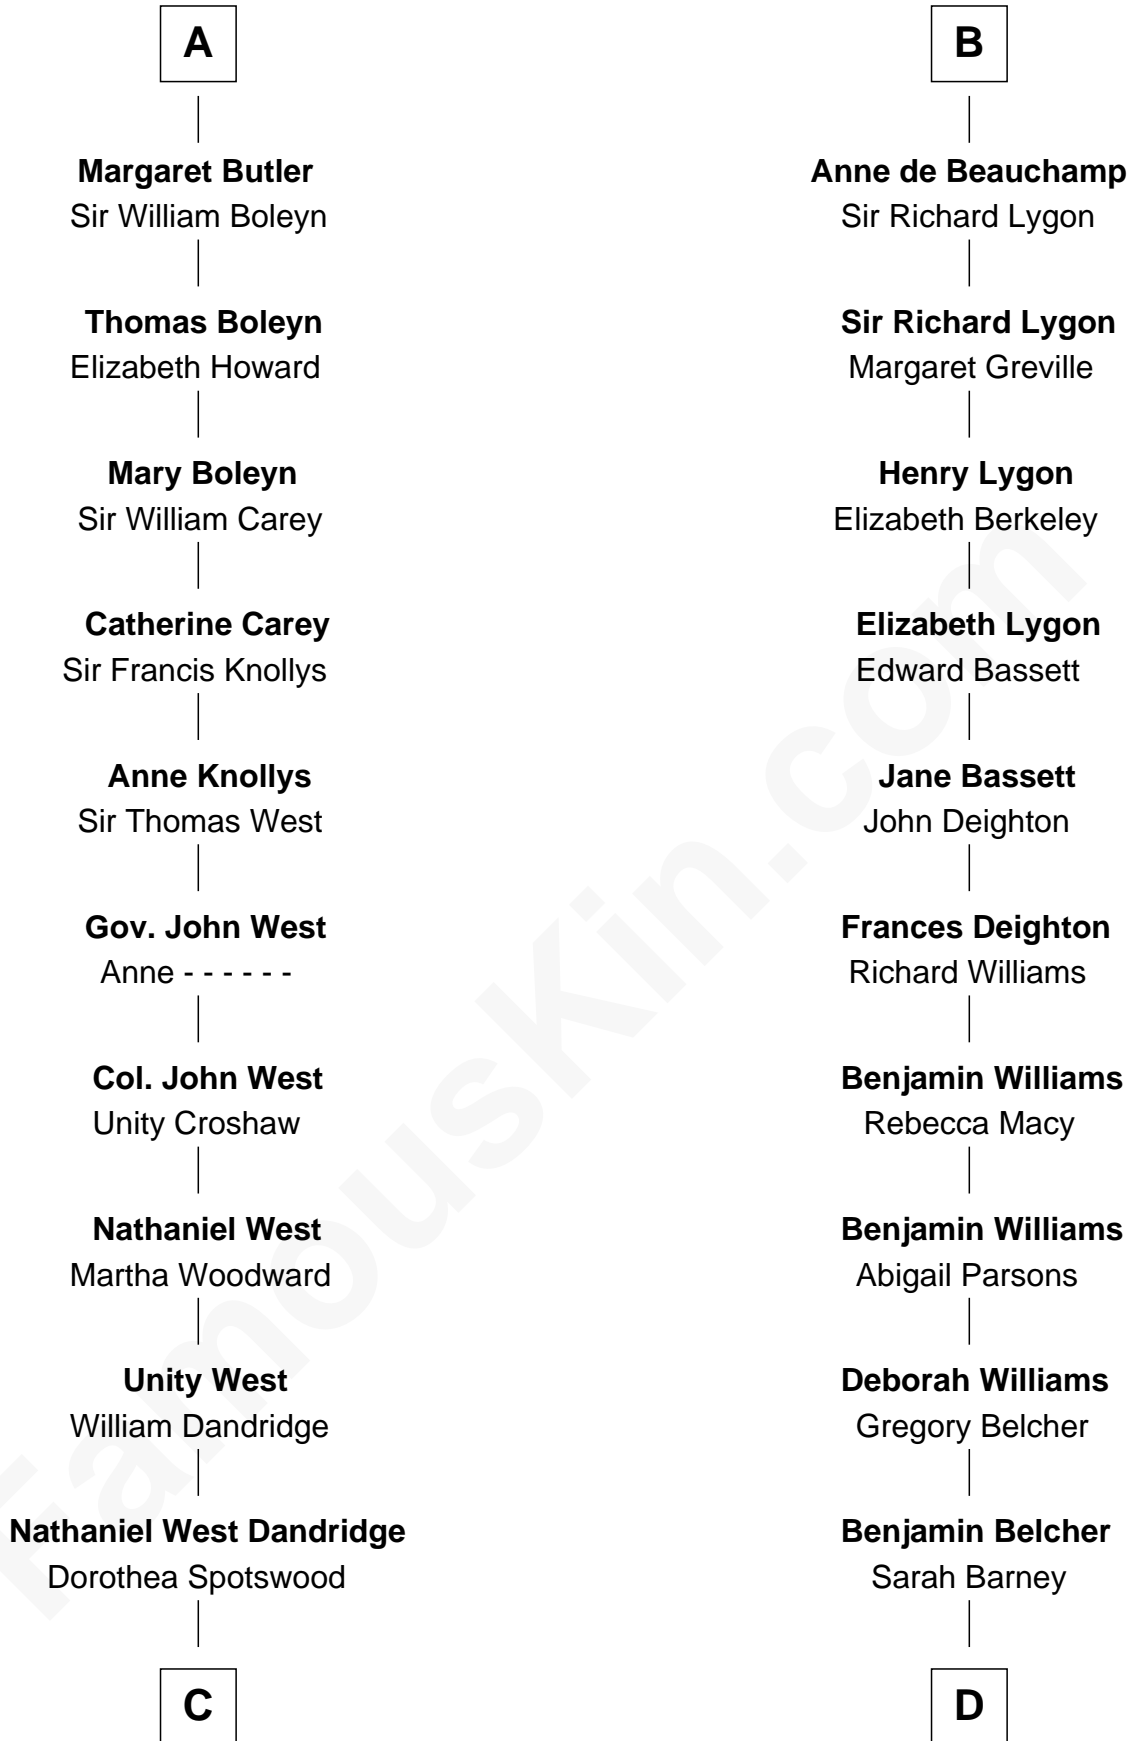 A
Margaret Butler
Sir William Boleyn
Thomas Boleyn
Elizabeth Howard
Mary Boleyn
Sir William Carey
Catherine Carey
Sir Francis Knollys
Anne Knollys
Sir Thomas West
Gov. John West
Anne - - - - - -
Col. John West
Unity Croshaw
Nathaniel West
Martha Woodward
Unity West
William Dandridge
Nathaniel West Dandridge
Dorothea Spotswood
C
B
Anne de Beauchamp
Sir Richard Lygon
Sir Richard Lygon
Margaret Greville
Henry Lygon
Elizabeth Berkeley
Elizabeth Lygon
Edward Bassett
Jane Bassett
John Deighton
Frances Deighton
Richard Williams
Benjamin Williams
Rebecca Macy
Benjamin Williams
Abigail Parsons
Deborah Williams
Gregory Belcher
Benjamin Belcher
Sarah Barney
D
FamousKin.com